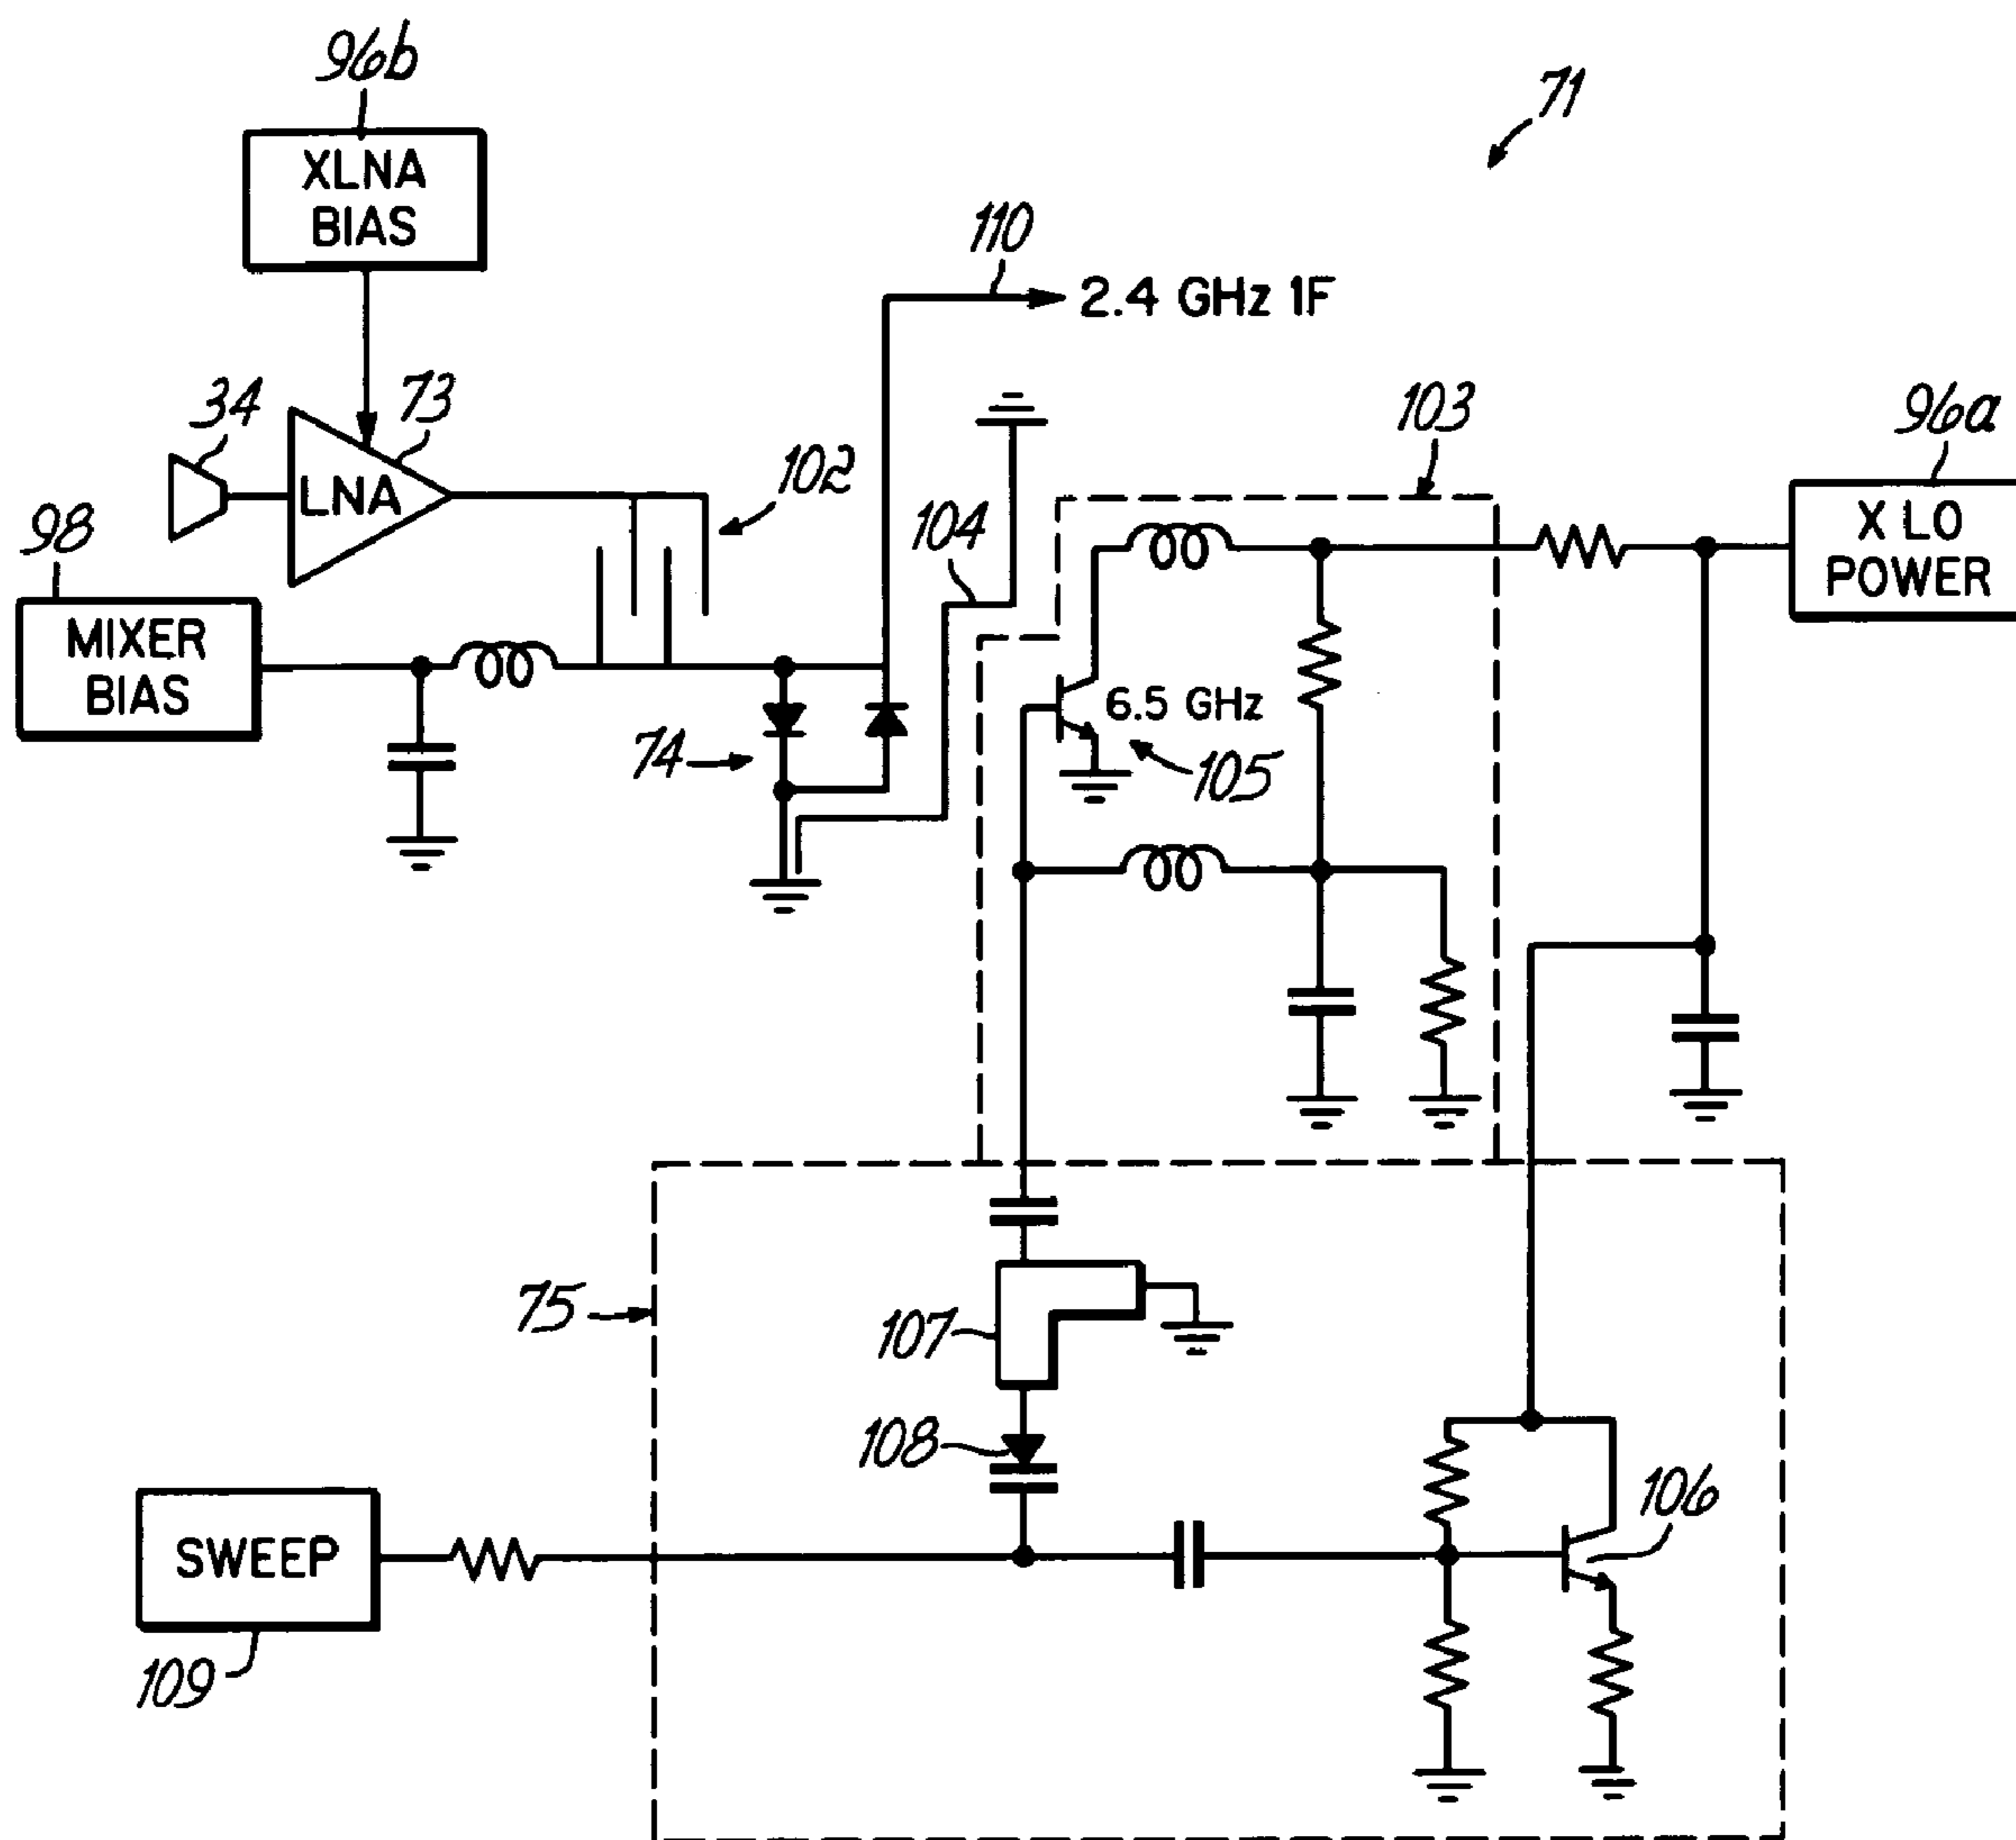 96b
71
XLNA
BIAS
110
2.4 GHz 1F
34
73
103
96a
LNA
102
98
104
X LO
POWER
MIXER
BIAS
6.5 GHz
74
105
75
107
108
106
SWEEP
109